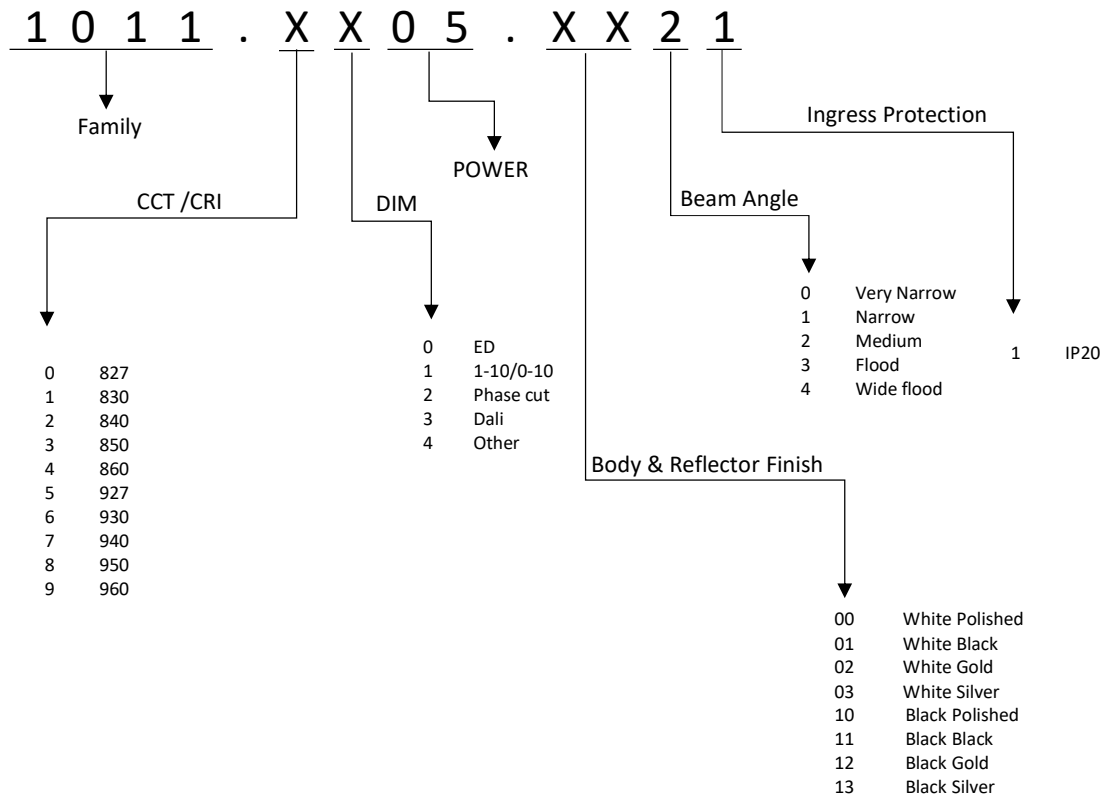 1 0 1 1 . X X 0 5 . X X 2 1
Family
POWER
Ingress Protection
CCT /CRI
DIM
Beam Angle
0 827
1 830
2 840
3 850
4 860
5 927
6 930
7 940
8 950
9 960
0 ED
1 1-10/0-10
2 Phase cut
3 Dali
4 Other
0 Very Narrow
1 Narrow
2 Medium
3 Flood
4 Wide flood
1 IP20
Body & Reflector Finish
00 White Polished
01 White Black
02 White Gold
03 White Silver
10 Black Polished
11 Black Black
12 Black Gold
13 Black Silver